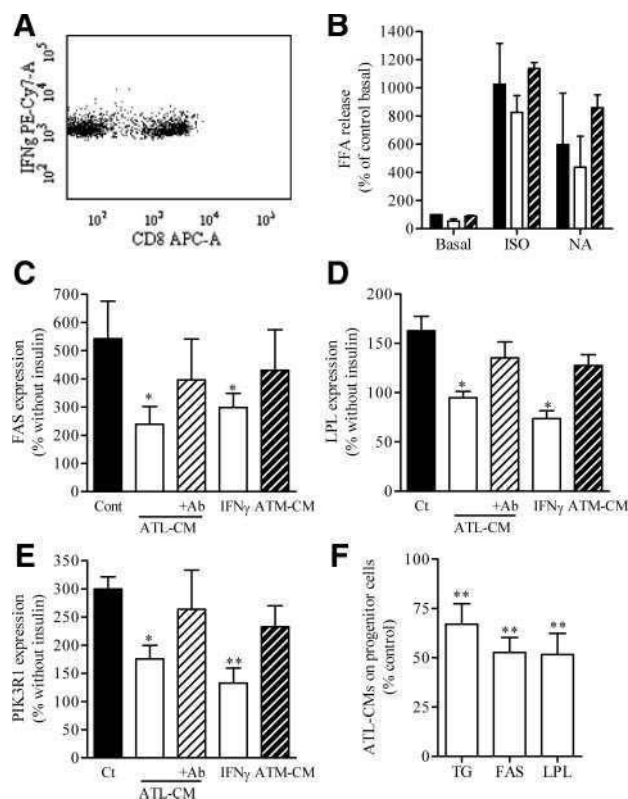 A
IFNg PE-Cy7-A
10^5
10^4
10^3
10^2
10^2 10^3 10^4 10^5
CD8 APC-A
B
FFA release
(% of control basal)
1400
1200
1000
800
600
400
200
0
Basal ISO NA
C
FAS expression
(% without insulin)
700
600
500
400
300
200
100
0
*
*
Cont +Ab IFNγ ATM-CM
ATL-CM
D
LPL expression
(% without insulin)
200
150
100
50
0
*
*
Ct +Ab IFNγ ATM-CM
ATL-CM
E
PIK3R1 expression
(% without insulin)
350
300
250
200
150
100
50
0
*
**
Ct +Ab IFNγ ATM-CM
ATL-CM
F
ATL-CMs on progenitor cells
(% control)
100
75
50
25
0
**
**
**
TG FAS LPL